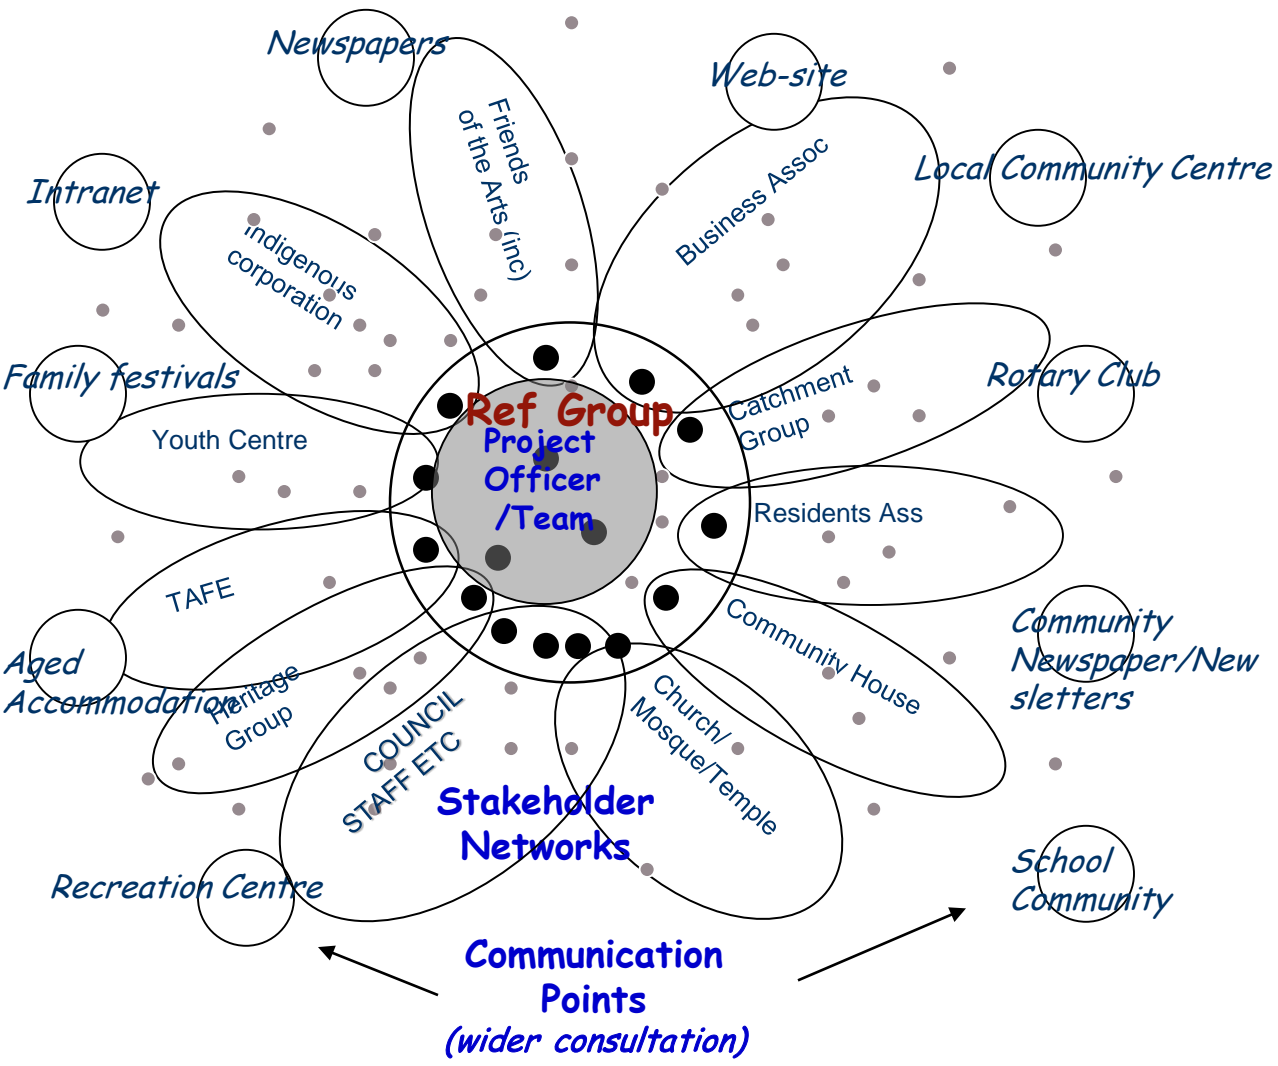 Newspapers
Web-site
Friends
of the Arts (inc)
Business Assoc
Local Community Centre
Intranet
Indigenous
corporation
Family festivals
Rotary Club
Catchment
Group
Ref Group
Project
Officer
/Team
Youth Centre
Residents Ass
TAFE
Community House
Community
Newspaper/New
sletters
Aged
Accommodation
Heritage
Group
COUNCIL
STAFF ETC
Church/
Mosque/Temple
Stakeholder
Networks
Recreation Centre
School
Community
Communication
Points
(wider consultation)